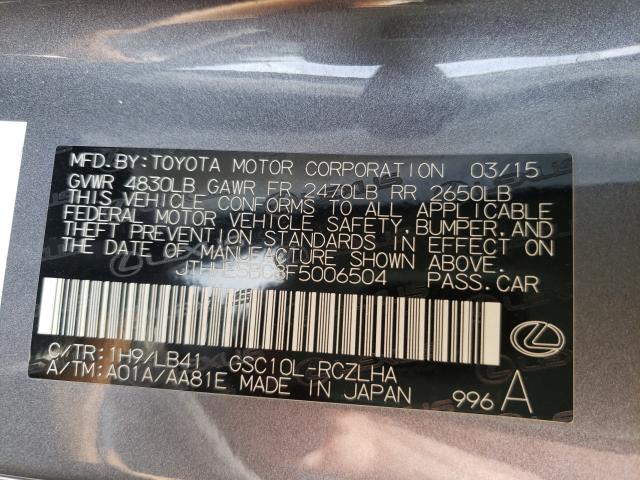 MFD. BY: TOYOTA MOTOR CORPORATION 03/15
GVWR 4830LB GAWR FR 2470LB RR 2650LB
THIS VEHICLE CONFORMS TO ALL APPLICABLE
FEDERAL MOTOR VEHICLE SAFETY, BUMPER, AND
THEFT PREVENTION STANDARDS IN EFFECT ON
THE DATE OF MANUFACTURE SHOWN ABOVE.
JTHHE5BC8F5006504 PASS. CAR
C/TR: 1H9/LB41 GSC10L-RCZLHA
A/TM: A01A/AA81E MADE IN JAPAN 996 A